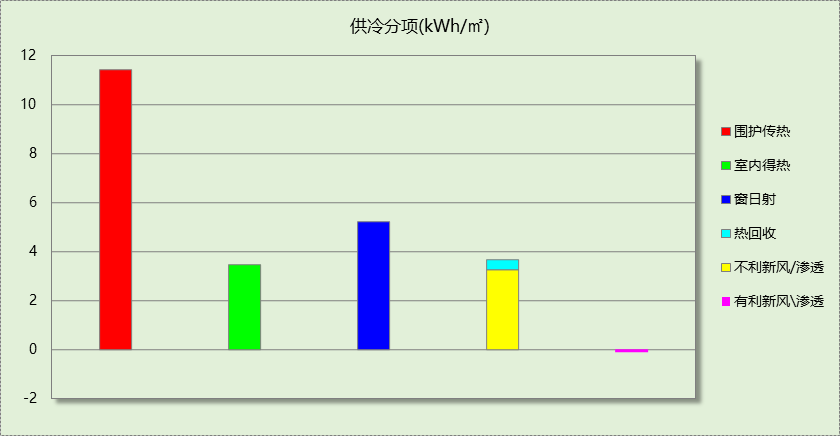 供冷分项(kWh/㎡)
12
10
8
6
4
2
0
-2
围护传热
室内得热
窗日射
热回收
不利新风/渗透
有利新风\渗透